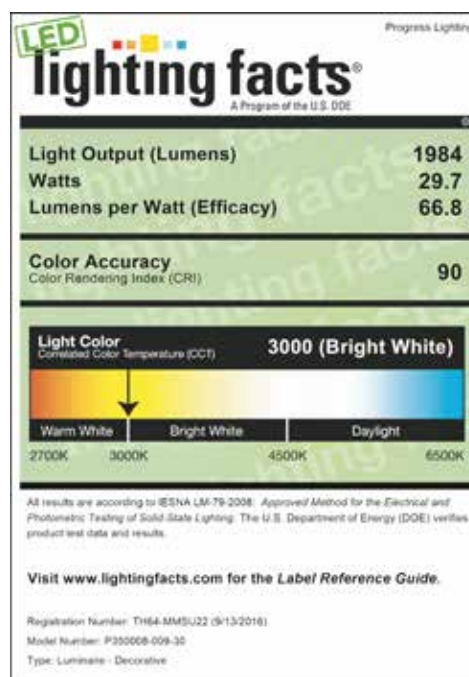 LED
Progress Lighting
lighting facts®
A Program of the U.S. DOE
Light Output (Lumens) 1984
Watts 29.7
Lumens per Watt (Efficacy) 66.8
Color Accuracy 90
Color Rendering Index (CRI)
Light Color 3000 (Bright White)
Correlated Color Temperature (CCT)
Warm White Bright White Daylight
2700K 3000K 4500K 6500K
All results are according to IESNA LM-79-2008: Approved Method for the Electrical and
Photometric Testing of Solid-State Lighting. The U.S. Department of Energy (DOE) verifies
product test data and results.
Visit www.lightingfacts.com for the Label Reference Guide.
Registration Number: TH64-MMSU22 (9/13/2016)
Model Number: P350008-009-30
Type: Luminaire - Decorative